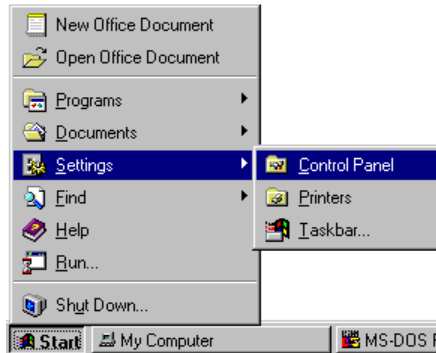 New Office Document
Open Office Document
Programs
Documents
Settings
Control Panel
Find
Printers
Help
Taskbar...
Run...
Shut Down...
Start
My Computer
MS-DOS